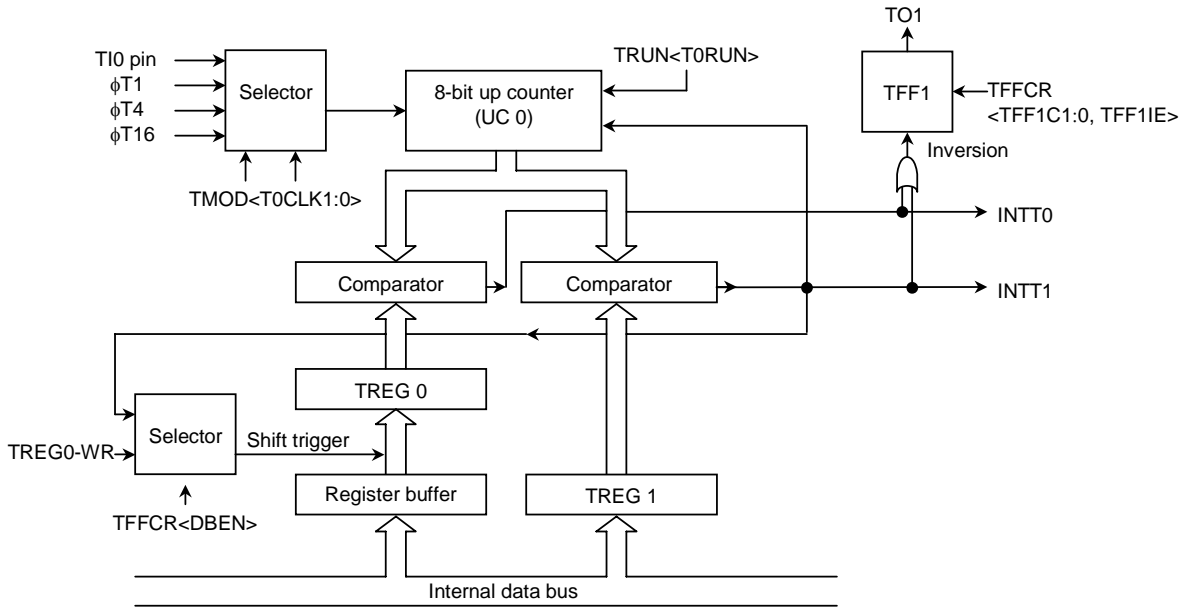 TO1
TI0 pin
ϕT1
ϕT4
ϕT16
Selector
8-bit up counter
(UC 0)
TRUN<T0RUN>
TFF1
TFFCR
<TFF1C1:0, TFF1IE>
Inversion
TMOD<T0CLK1:0>
INTT0
Comparator
Comparator
INTT1
TREG 0
TREG0-WR
Selector
Shift trigger
Register buffer
TREG 1
TFFCR<DBEN>
Internal data bus